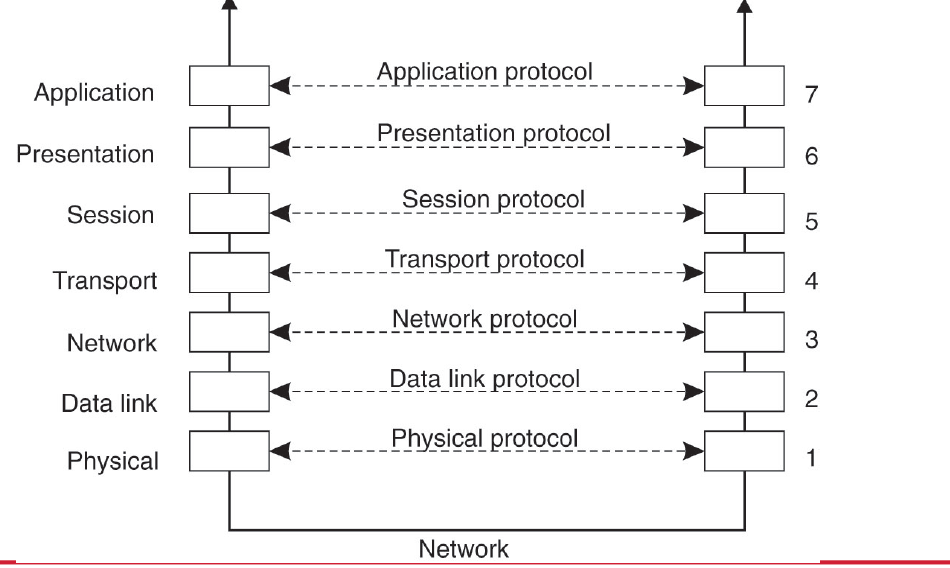 Application protocol
Application
7
Presentation protocol
Presentation
6
Session protocol
Session
5
Transport protocol
Transport
4
Network protocol
Network
3
Data link protocol
Data link
2
Physical protocol
Physical
1
Network